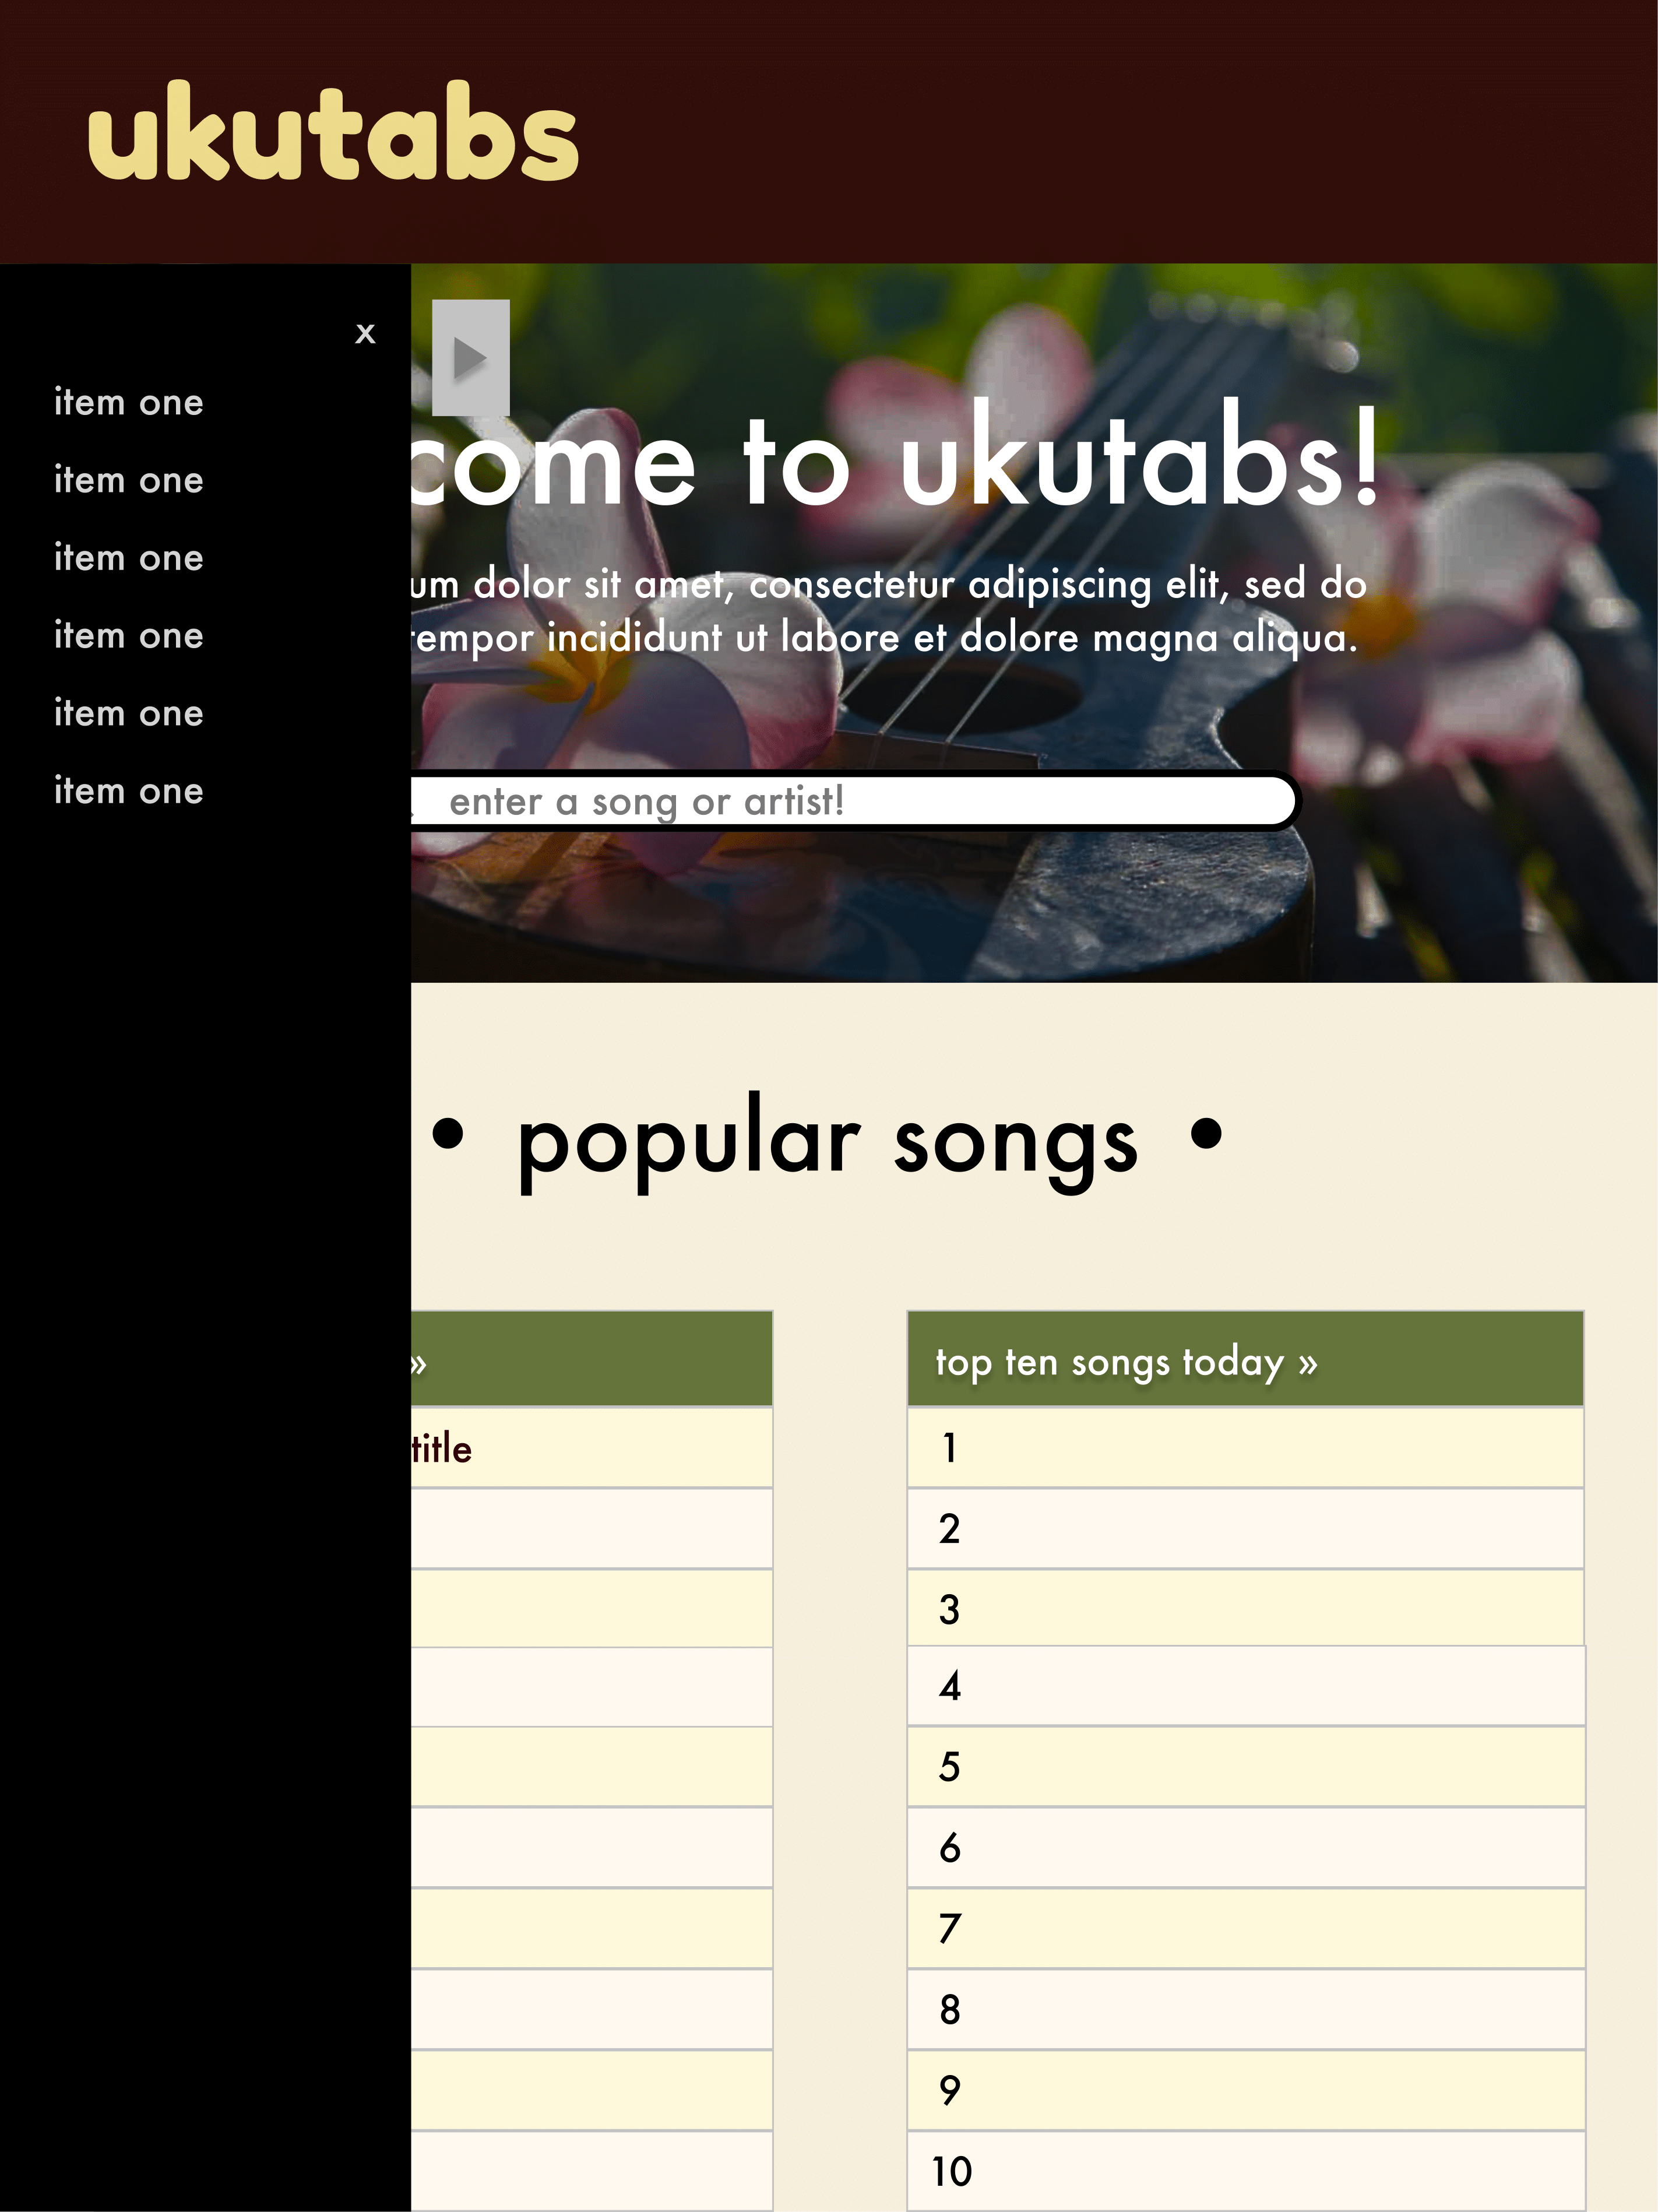 ukutabs
x
item one
item one
item one
item one
item one
item one
come to ukutabs!
um dolor sit amet, consectetur adipiscing elit, sed do
tempor incididunt ut labore et dolore magna aliqua.
enter a song or artist!
• popular songs •
»
title
top ten songs today »
1
2
3
4
5
6
7
8
9
10